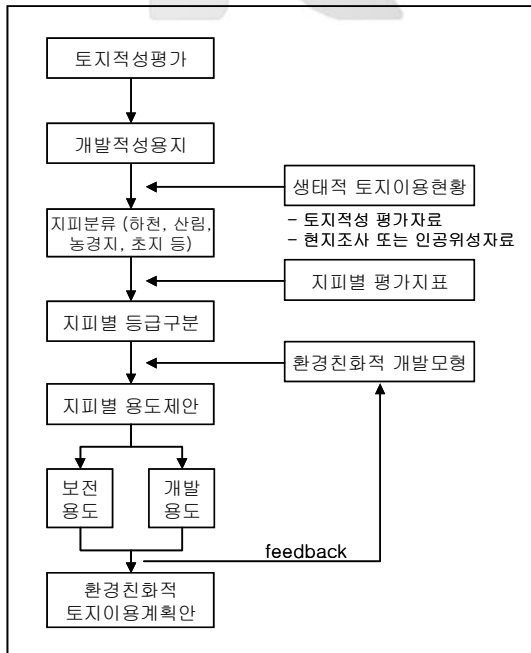 토지적성평가
개발적성용지
생태적 토지이용현황
- 토지적성 평가자료
- 현지조사 또는 인공위성자료
지피분류 (하천, 산림,
농경지, 초지 등)
지피별 평가지표
지피별 등급구분
환경친화적 개발모형
지피별 용도제안
보전
용도
개발
용도
feedback
환경친화적
토지이용계획안